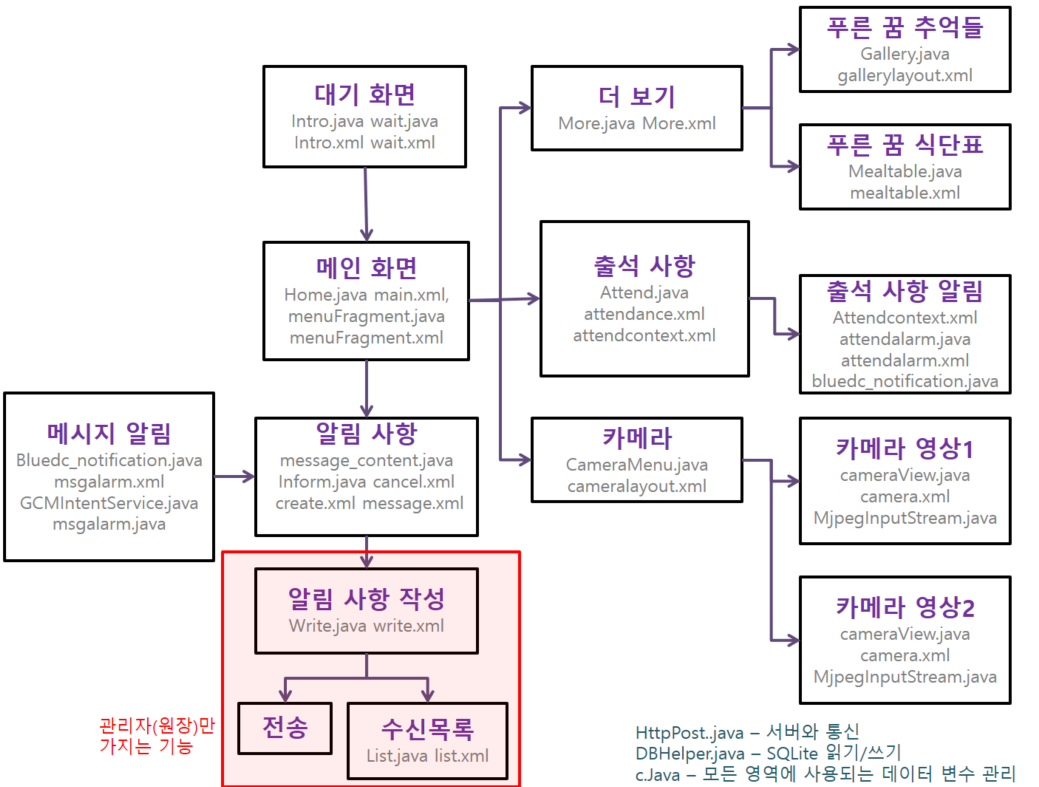 푸른 꿈 추억들
Gallery.java
gallerylayout.xml
대기 화면
Intro.java wait.java
Intro.xml wait.xml
더 보기
More.java More.xml
푸른 꿈 식단표
Mealtable.java
mealtable.xml
메인 화면
Home.java main.xml,
menuFragment.java
menuFragment.xml
출석 사항
Attend.java
attendance.xml
attendcontext.xml
출석 사항 알림
Attendcontext.xml
attendalarm.java
attendalarm.xml
bluedc_notification.java
메시지 알림
Bluedc_notification.java
msgalarm.xml
GCMIntentService.java
msgalarm.java
알림 사항
message_content.java
Inform.java cancel.xml
create.xml message.xml
카메라
CameraMenu.java
cameralayout.xml
카메라 영상1
cameraView.java
camera.xml
MjpegInputStream.java
알림 사항 작성
Write.java write.xml
카메라 영상2
cameraView.java
camera.xml
MjpegInputStream.java
관리자(원장)만
가지는 기능
전송
수신목록
List.java list.xml
HttpPost..java – 서버와 통신
DBHelper.java – SQLite 읽기/쓰기
c.Java – 모든 영역에 사용되는 데이터 변수 관리